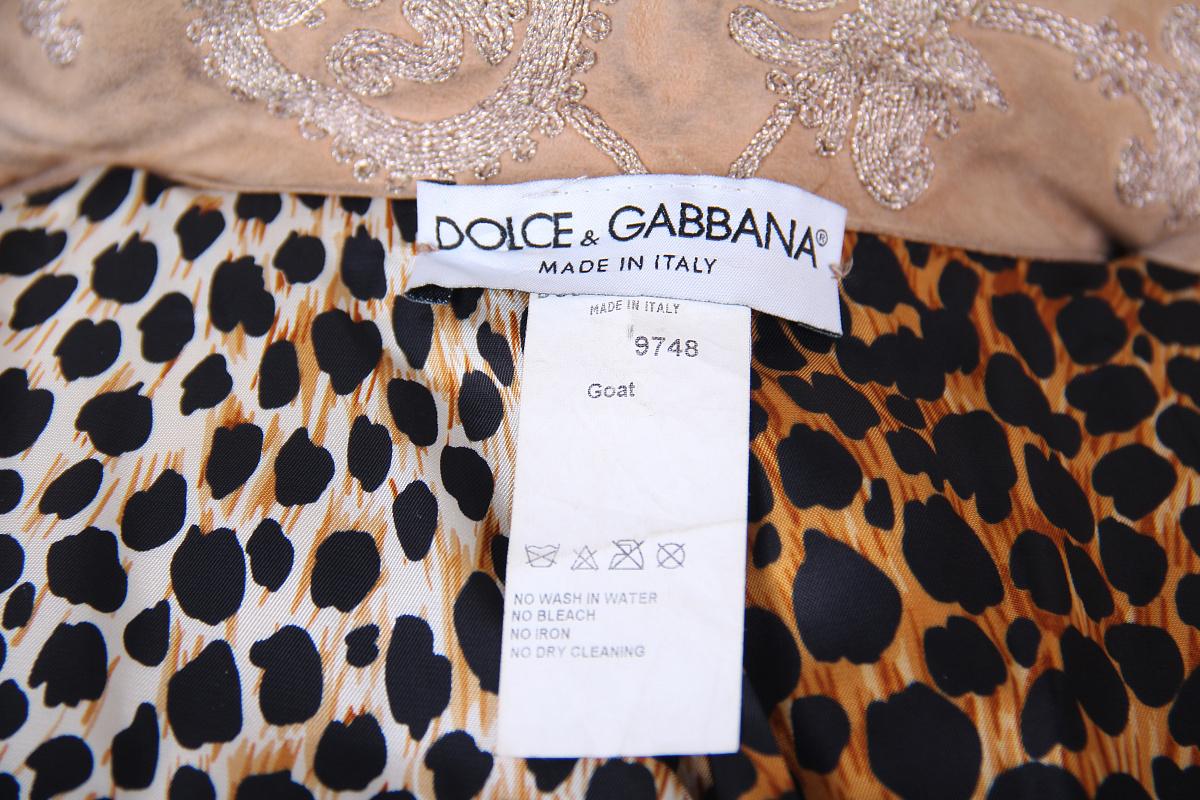 DOLCE & GABBANA®
MADE IN ITALY
MADE IN ITALY
9748
Goat
NO WASH IN WATER
NO BLEACH
NO IRON
NO DRY CLEANING